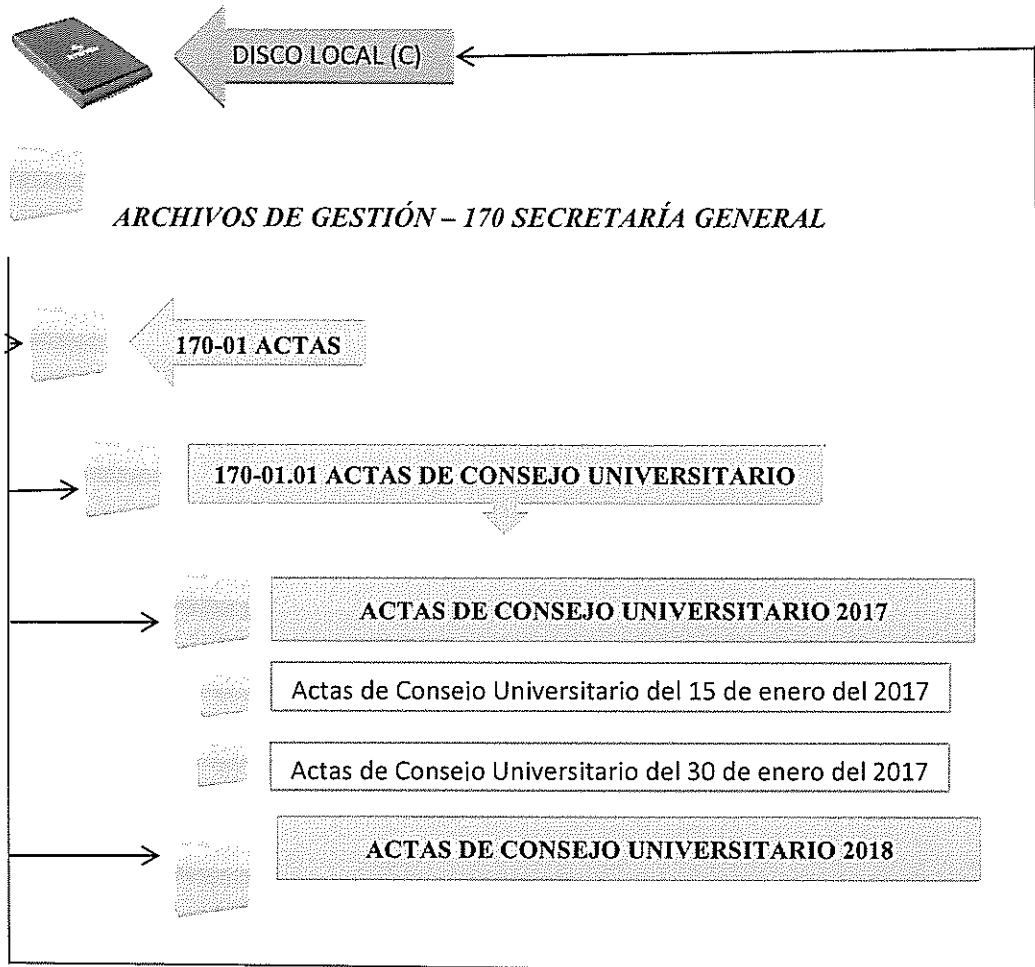 DISCO LOCAL (C)
ARCHIVOS DE GESTIÓN – 170 SECRETARÍA GENERAL
170-01 ACTAS
170-01.01 ACTAS DE CONSEJO UNIVERSITARIO
ACTAS DE CONSEJO UNIVERSITARIO 2017
Actas de Consejo Universitario del 15 de enero del 2017
Actas de Consejo Universitario del 30 de enero del 2017
ACTAS DE CONSEJO UNIVERSITARIO 2018